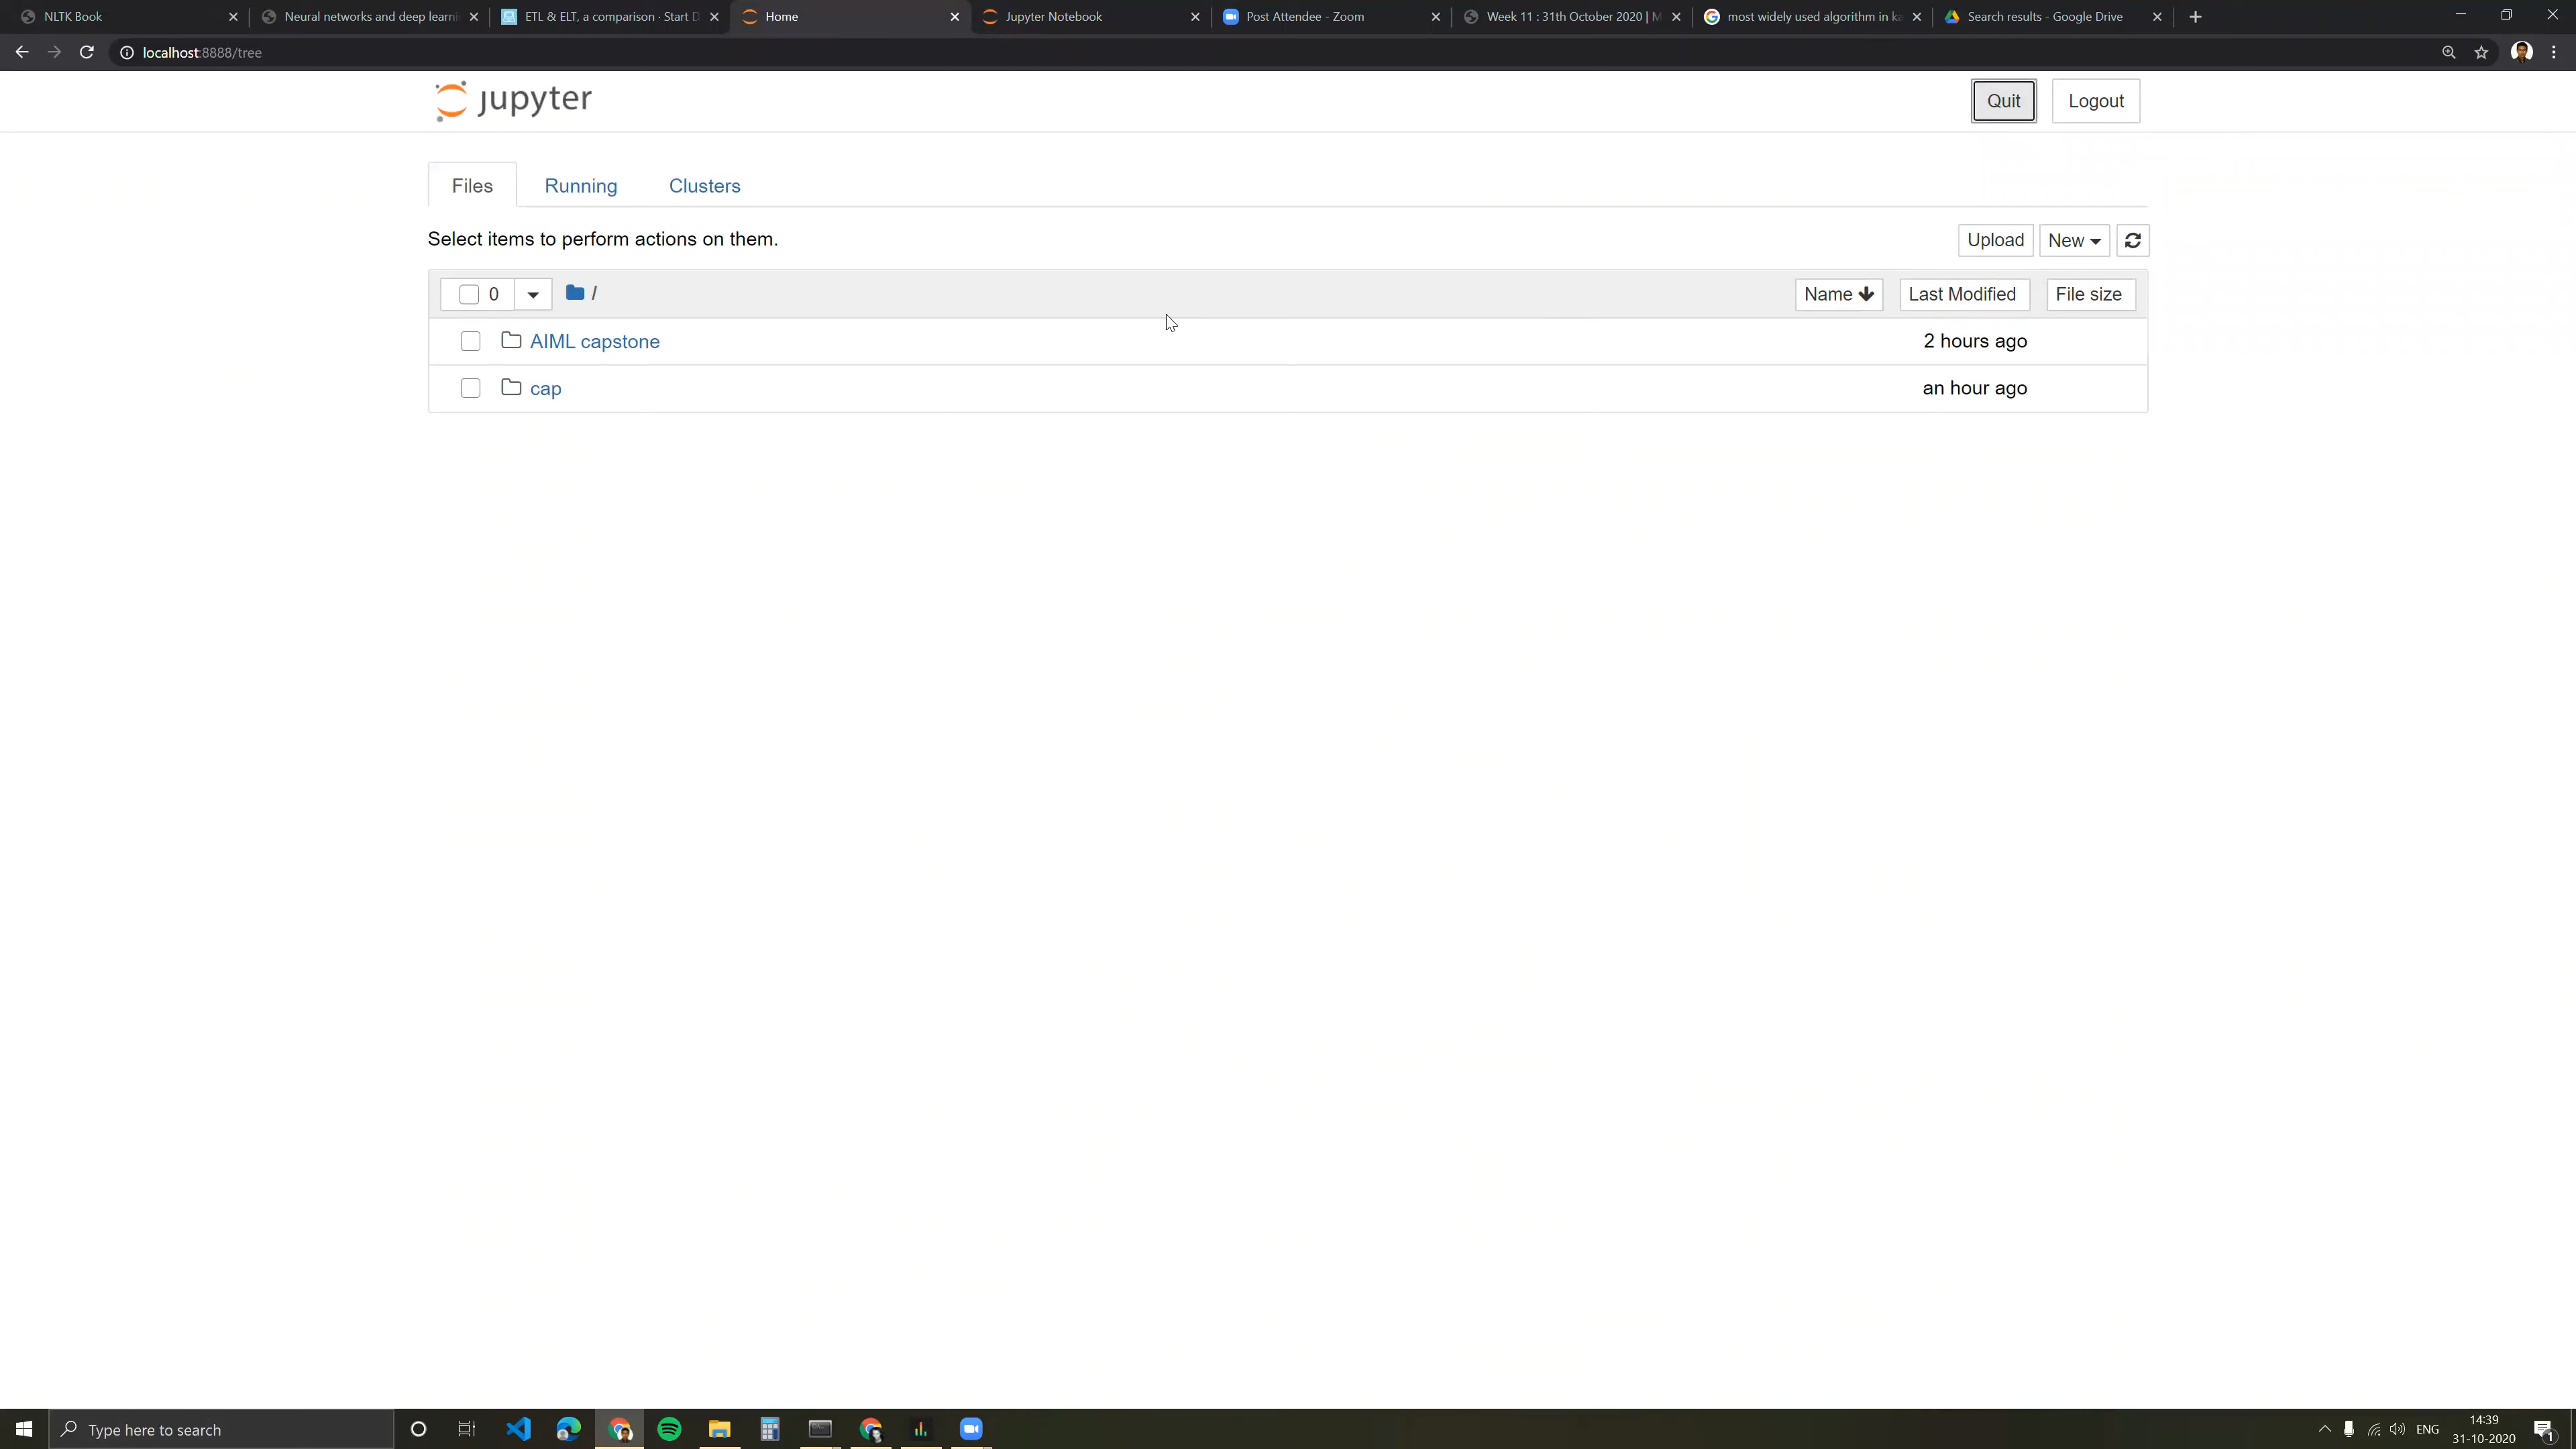 NLTK Book
Neural networks and deep learni
ETL & ELT, a comparison · Start D
Home
Jupyter Notebook
Post Attendee - Zoom
Week 11 : 31th October 2020 | M
most widely used algorithm in ka
Search results - Google Drive
localhost:8888/tree
jupyter
Quit
Logout
Files
Running
Clusters
Select items to perform actions on them.
Upload
New
0
/
Name
Last Modified
File size
AIML capstone
2 hours ago
cap
an hour ago
Type here to search
ENG
14:39
31-10-2020
1